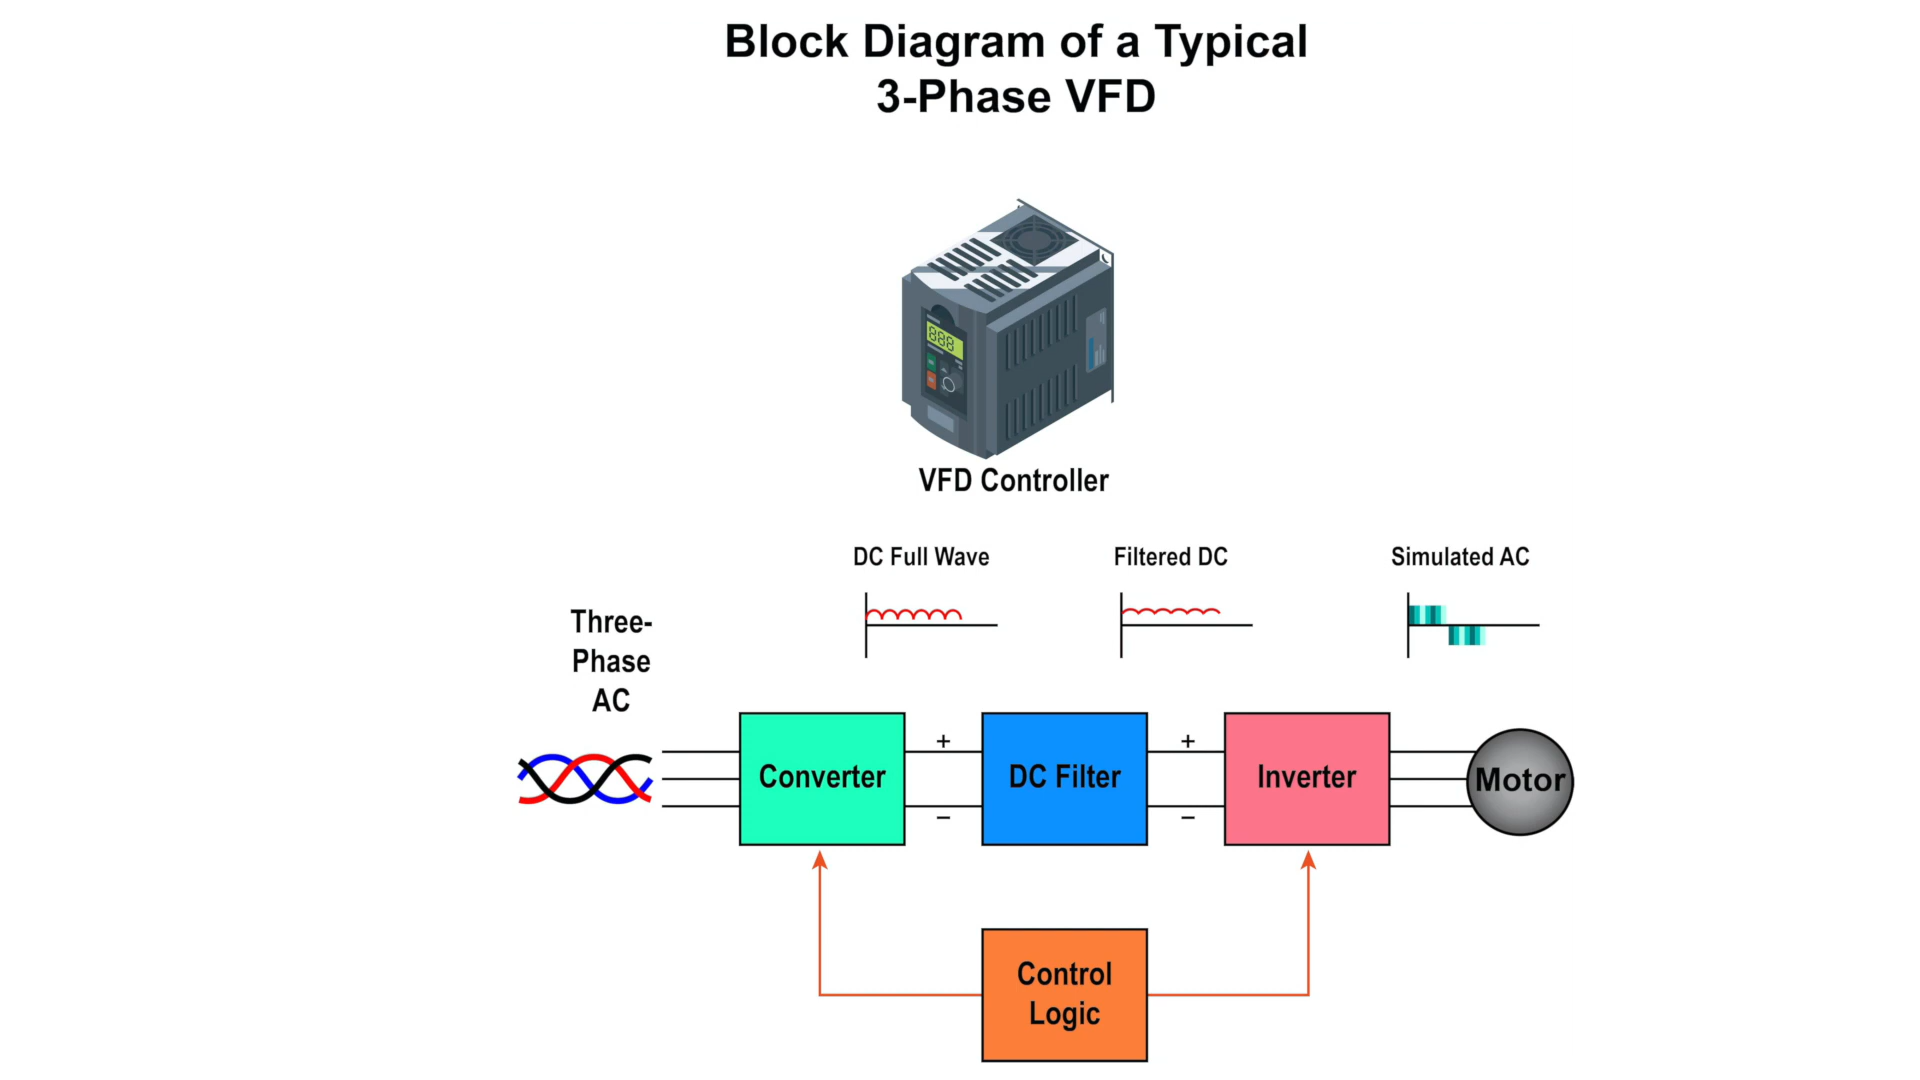 Block Diagram of a Typical
3-Phase VFD
888
VFD Controller
DC Full Wave
Filtered DC
Simulated AC
Three-
Phase
AC
+
+
Converter
DC Filter
Inverter
Motor
−
−
Control
Logic